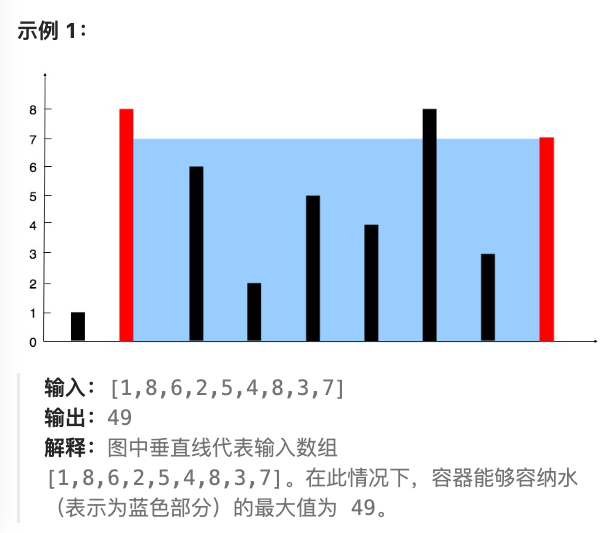 示例 1：
8
7
6
5
4
3
2
1
0
输入：[1,8,6,2,5,4,8,3,7]
输出：49
解释：图中垂直线代表输入数组
[1,8,6,2,5,4,8,3,7]。在此情况下，容器能够容纳水
（表示为蓝色部分）的最大值为 49。